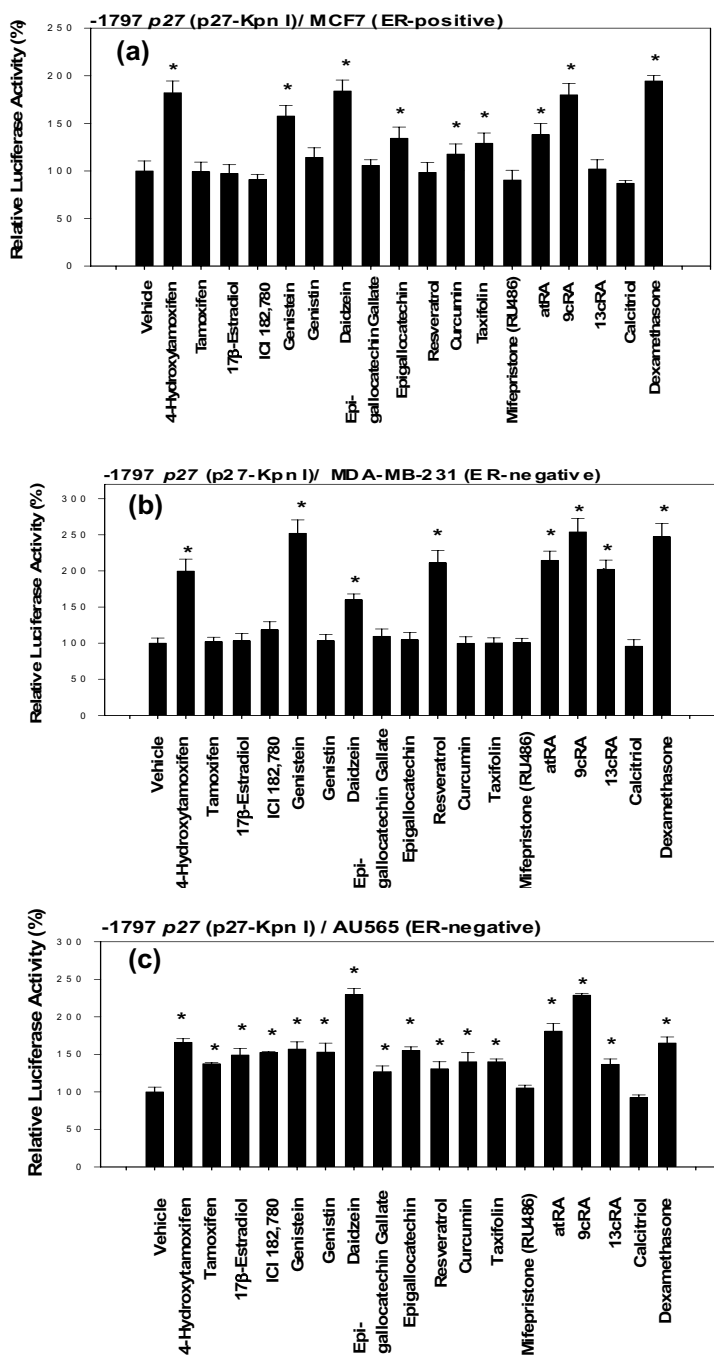 -1797 p27 (p27-Kpn I)/ MCF7 (ER-positive)
(a)
Relative Luciferase Activity (%)
250
200
150
100
50
0
* * * * * * * * *
Vehicle
4-Hydroxytamoxifen
Tamoxifen
17β-Estradiol
ICI 182,780
Genistein
Genistin
Daidzein
Epi-
gallocatechin Gallate
Epigallocatechin
Resveratrol
Curcumin
Taxifolin
Mifepristone (RU486)
atRA
9cRA
13cRA
Calcitriol
Dexamethasone
-1797 p27 (p27-Kpn I)/ MDA-MB-231 (ER-negative)
(b)
Relative Luciferase Activity (%)
300
250
200
150
100
50
0
* * * * * * * *
Vehicle
4-Hydroxytamoxifen
Tamoxifen
17β-Estradiol
ICI 182,780
Genistein
Genistin
Daidzein
Epi-
gallocatechin Gallate
Epigallocatechin
Resveratrol
Curcumin
Taxifolin
Mifepristone (RU486)
atRA
9cRA
13cRA
Calcitriol
Dexamethasone
-1797 p27 (p27-Kpn I) / AU565 (ER-negative)
(c)
Relative Luciferase Activity (%)
300
250
200
150
100
50
0
* * * * * * * * * * * * * * * *
Vehicle
4-Hydroxytamoxifen
Tamoxifen
17β-Estradiol
ICI 182,780
Genistein
Genistin
Daidzein
Epi-
gallocatechin Gallate
Epigallocatechin
Resveratrol
Curcumin
Taxifolin
Mifepristone (RU486)
atRA
9cRA
13cRA
Calcitriol
Dexamethasone